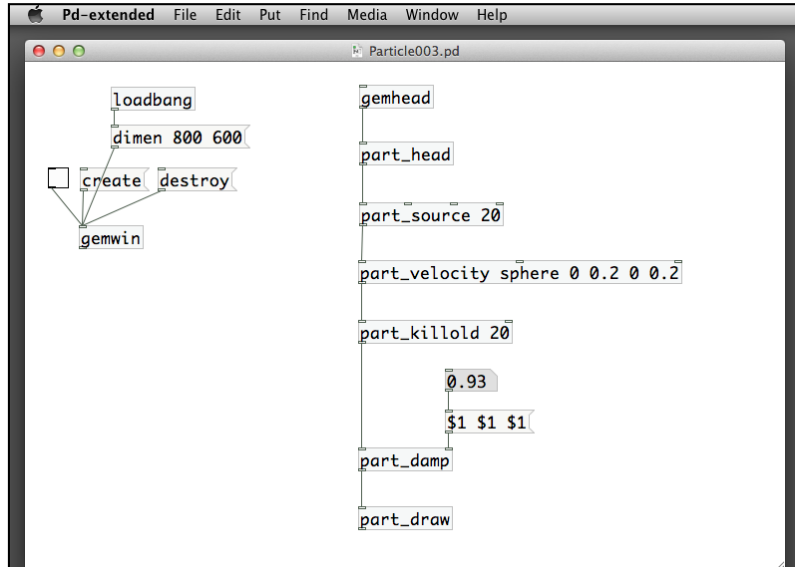 Pd-extended File Edit Put Find Media Window Help
Particle003.pd
loadbang
dimen 800 600
create destroy
gemwin
gemhead
part_head
part_source 20
part_velocity sphere 0 0.2 0 0.2
part_killold 20
0.93
$1 $1 $1
part_damp
part_draw